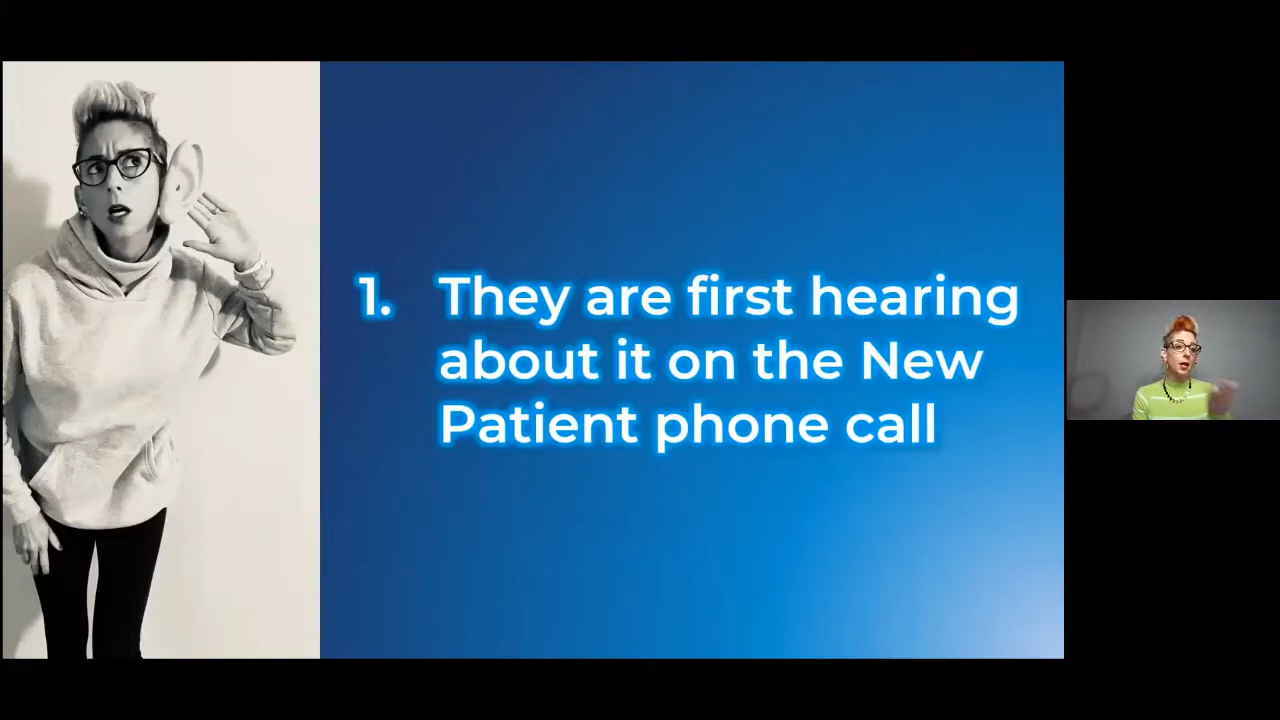 1. They are first hearing
about it on the New
Patient phone call